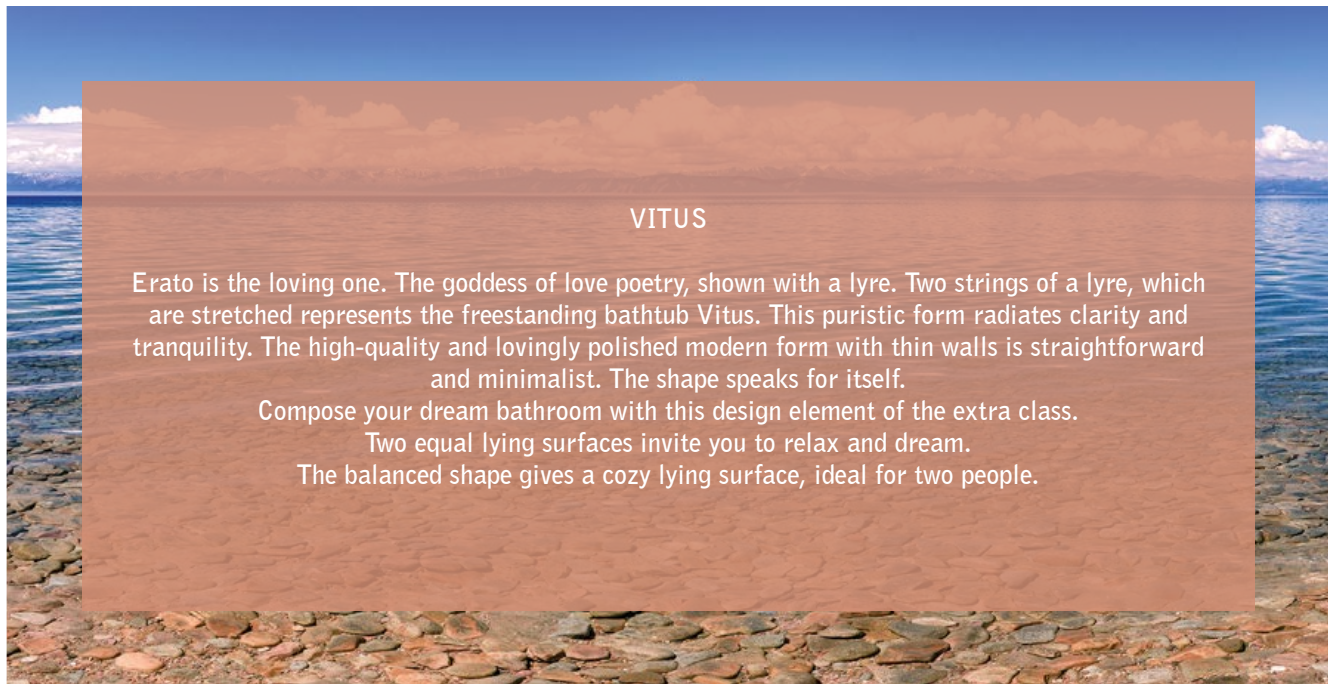 VITUS
Erato is the loving one. The goddess of love poetry, shown with a lyre. Two strings of a lyre, which
are stretched represents the freestanding bathtub Vitus. This puristic form radiates clarity and
tranquility. The high-quality and lovingly polished modern form with thin walls is straightforward
and minimalist. The shape speaks for itself.
Compose your dream bathroom with this design element of the extra class.
Two equal lying surfaces invite you to relax and dream.
The balanced shape gives a cozy lying surface, ideal for two people.